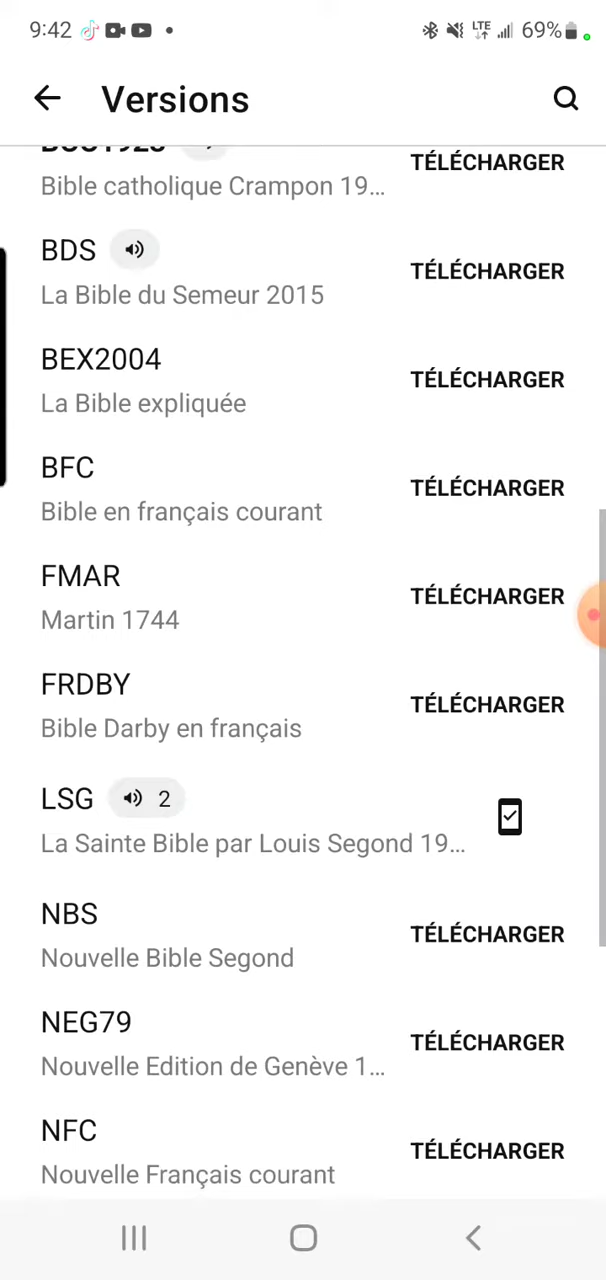 9:42
LTE
69%
Versions
Bible catholique Crampon 19...
TÉLÉCHARGER
BDS
La Bible du Semeur 2015
TÉLÉCHARGER
BEX2004
La Bible expliquée
TÉLÉCHARGER
BFC
Bible en français courant
TÉLÉCHARGER
FMAR
Martin 1744
TÉLÉCHARGER
FRDBY
Bible Darby en français
TÉLÉCHARGER
LSG 2
La Sainte Bible par Louis Segond 19...
NBS
Nouvelle Bible Segond
TÉLÉCHARGER
NEG79
Nouvelle Edition de Genève 1...
TÉLÉCHARGER
NFC
Nouvelle Français courant
TÉLÉCHARGER